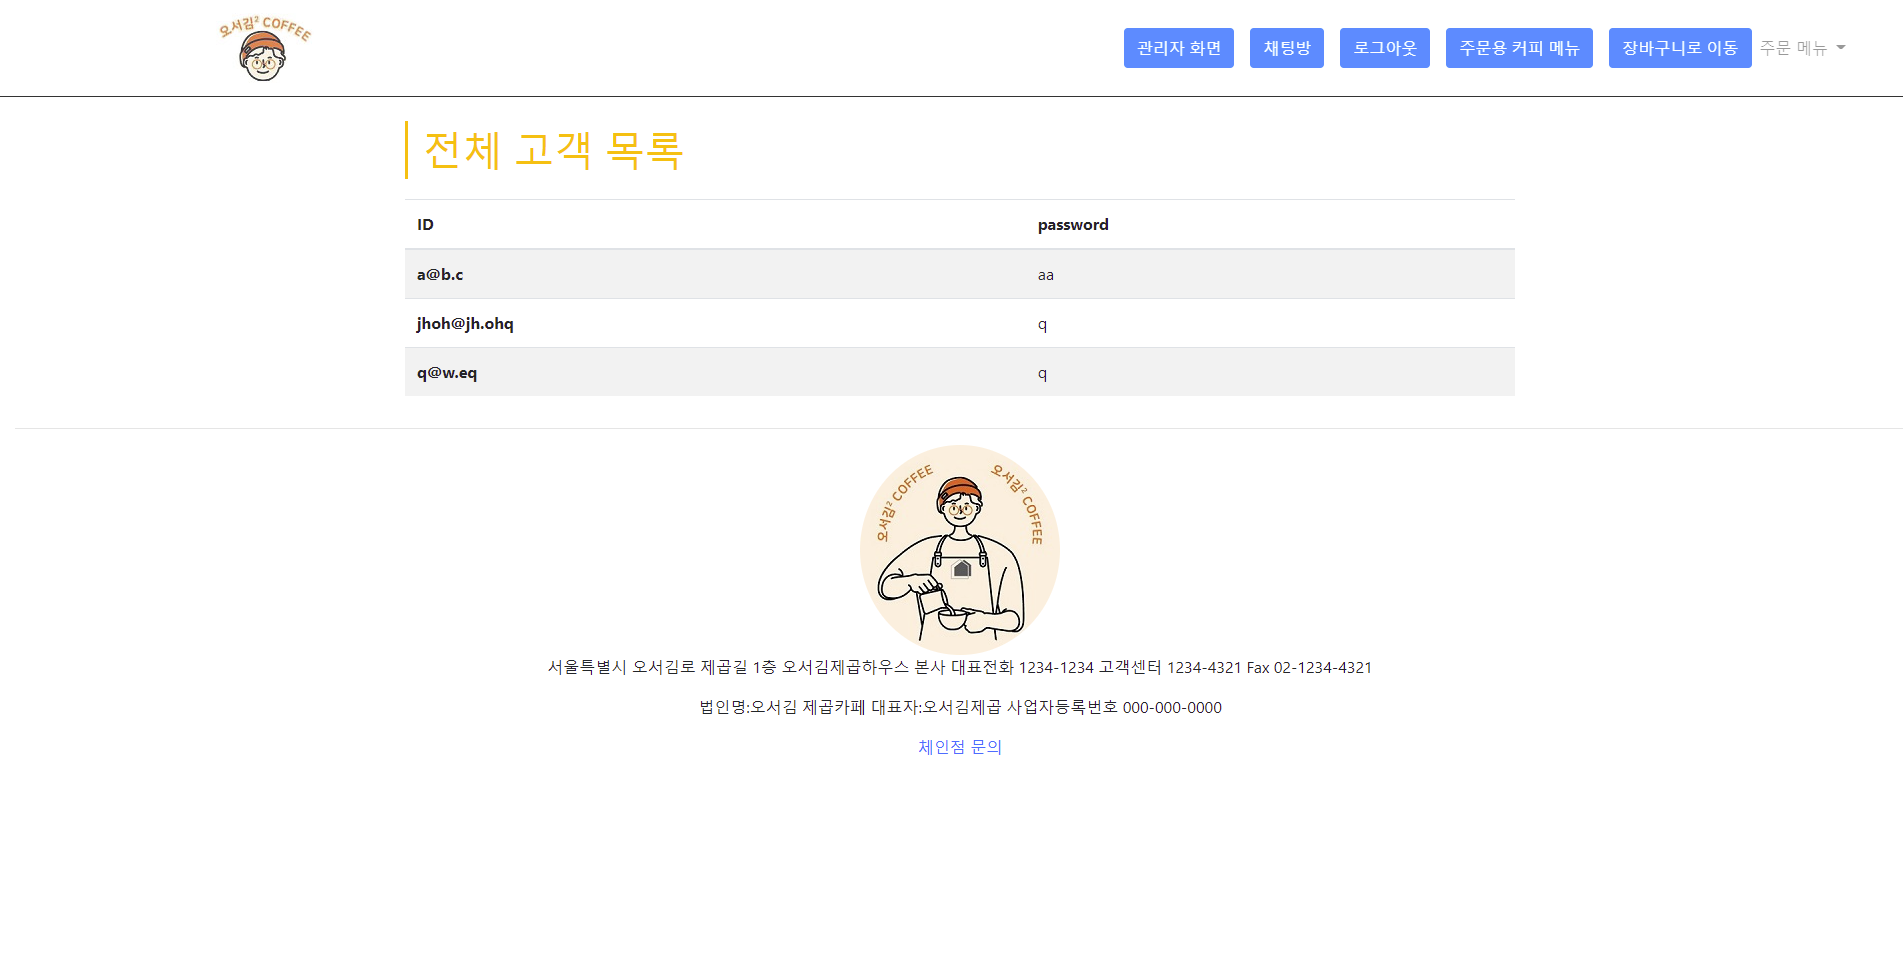 오서김² COFFEE
관리자 화면 채팅방 로그아웃 주문용 커피 메뉴 장바구니로 이동 주문 메뉴
전체 고객 목록
ID password
a@b.c aa
jhoh@jh.ohq q
q@w.eq q
오서김² COFFEE 오서김² COFFEE
서울특별시 오서김로 제곱길 1층 오서김제곱하우스 본사 대표전화 1234-1234 고객센터 1234-4321 Fax 02-1234-4321
법인명:오서김 제곱카페 대표자:오서김제곱 사업자등록번호 000-000-0000
체인점 문의